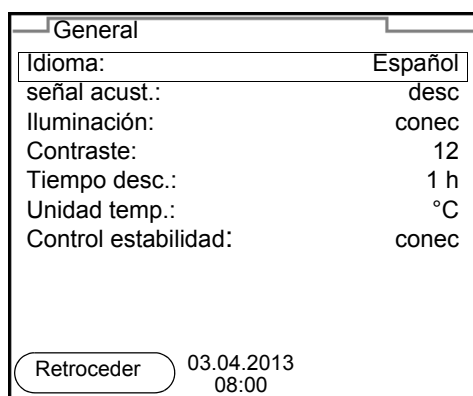 General
Idioma: Español
señal acust.: desc
Iluminación: conec
Contraste: 12
Tiempo desc.: 1 h
Unidad temp.: °C
Control estabilidad: conec
Retroceder
03.04.2013
08:00